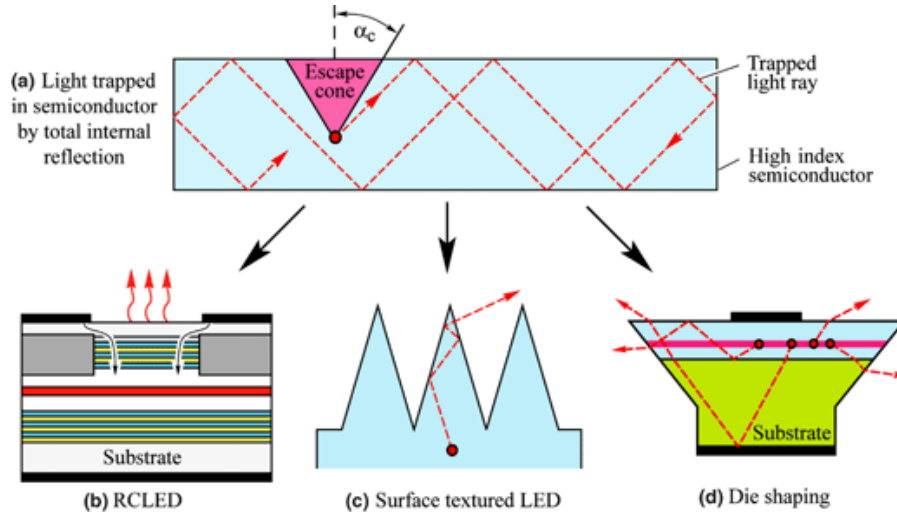 α_c
Escape
cone
(a) Light trapped
in semiconductor
by total internal
reflection
Trapped
light ray
High index
semiconductor
Substrate
Substrate
(b) RCLED
(c) Surface textured LED
(d) Die shaping